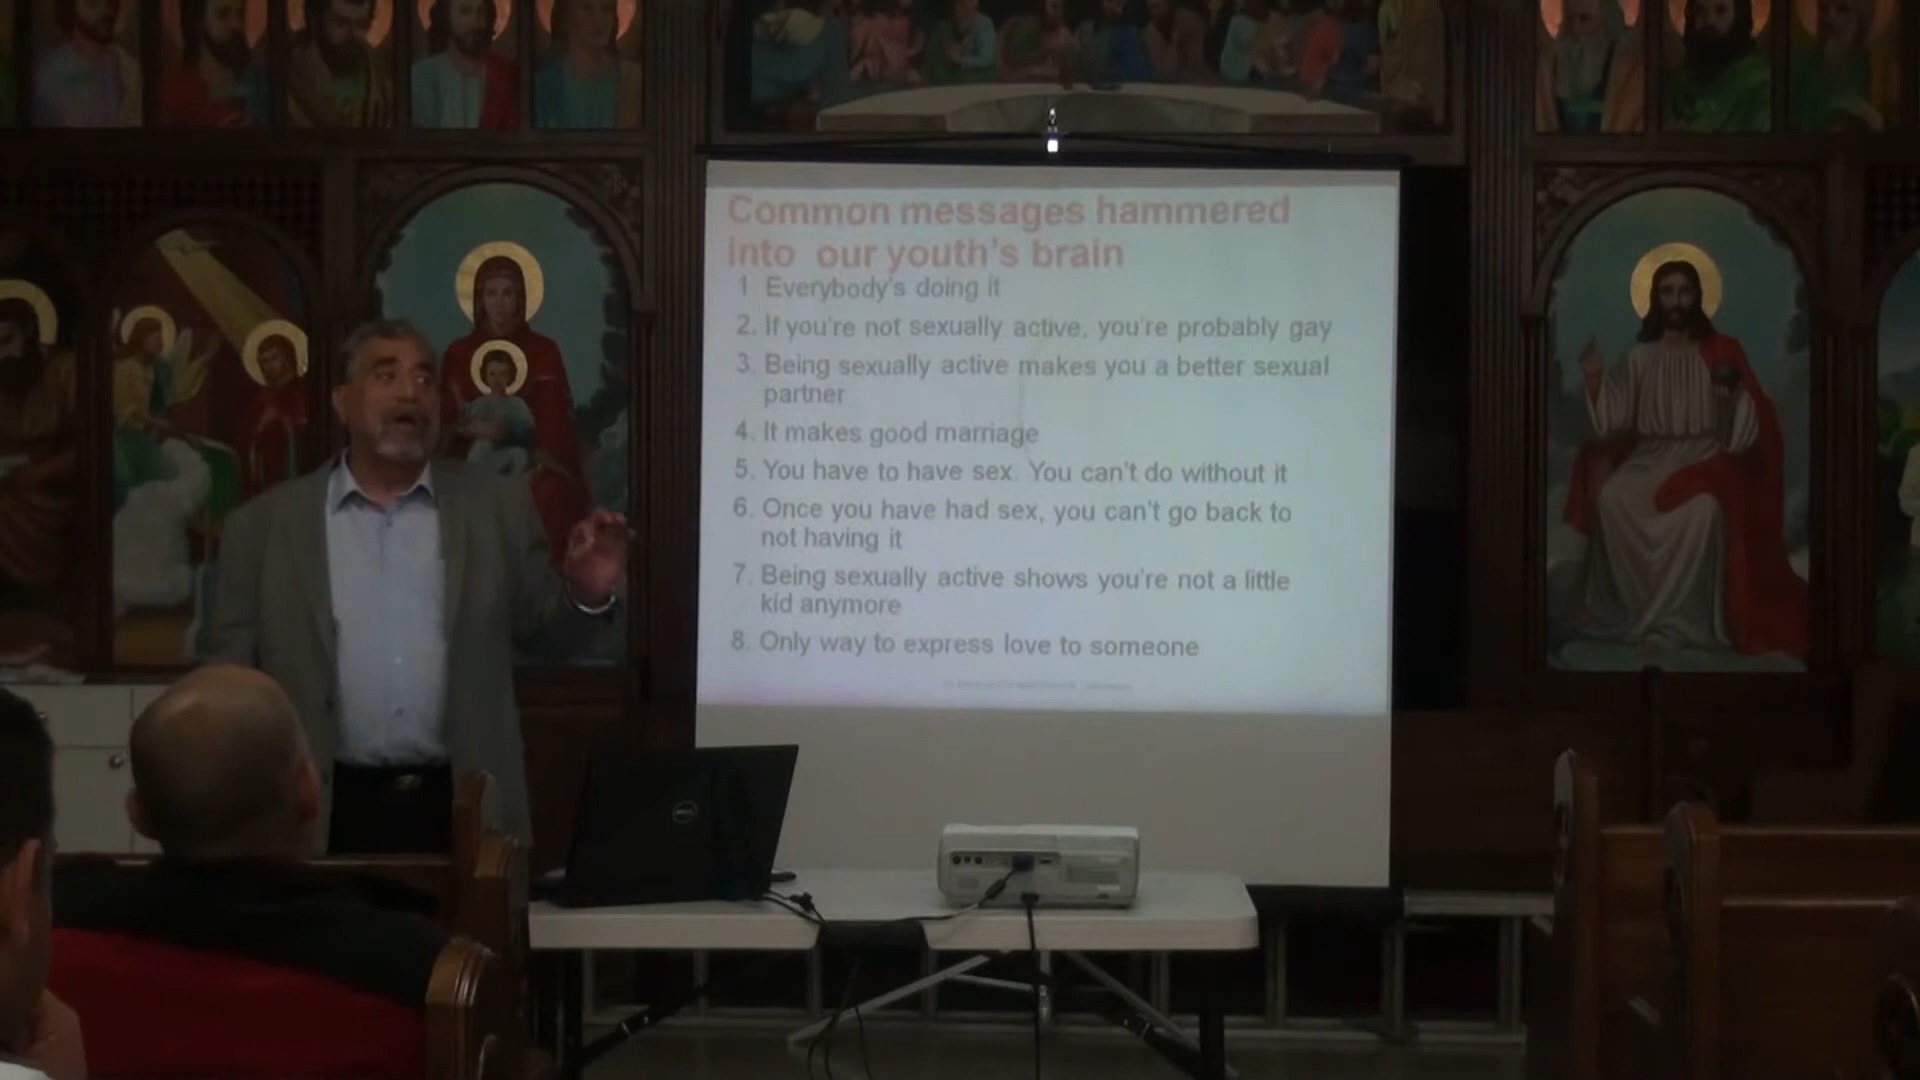 Common messages hammered
into our youth's brain
1. Everybody's doing it
2. If you're not sexually active, you're probably gay
3. Being sexually active makes you a better sexual
partner
4. It makes good marriage
5. You have to have sex. You can't do without it
6. Once you have had sex, you can't go back to
not having it
7. Being sexually active shows you're not a little
kid anymore
8. Only way to express love to someone
DELL